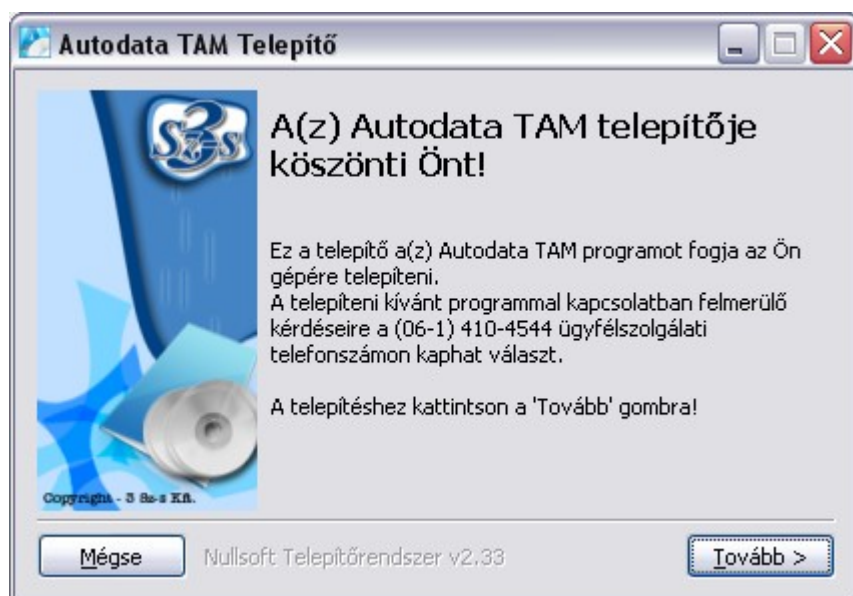 Autodata TAM Telepítő
3
Sz-s
A(z) Autodata TAM telepítője
köszönti Önt!
Ez a telepítő a(z) Autodata TAM programot fogja az Ön
gépére telepíteni.
A telepíteni kívánt programmal kapcsolatban felmerülő
kérdéseire a (06-1) 410-4544 ügyfélszolgálati
telefonszámon kaphat választ.
A telepítéshez kattintson a 'Tovább' gombra!
Copyright - 3 Sz-s Kft.
Mégse
Nullsoft Telepítőrendszer v2.33
Tovább >